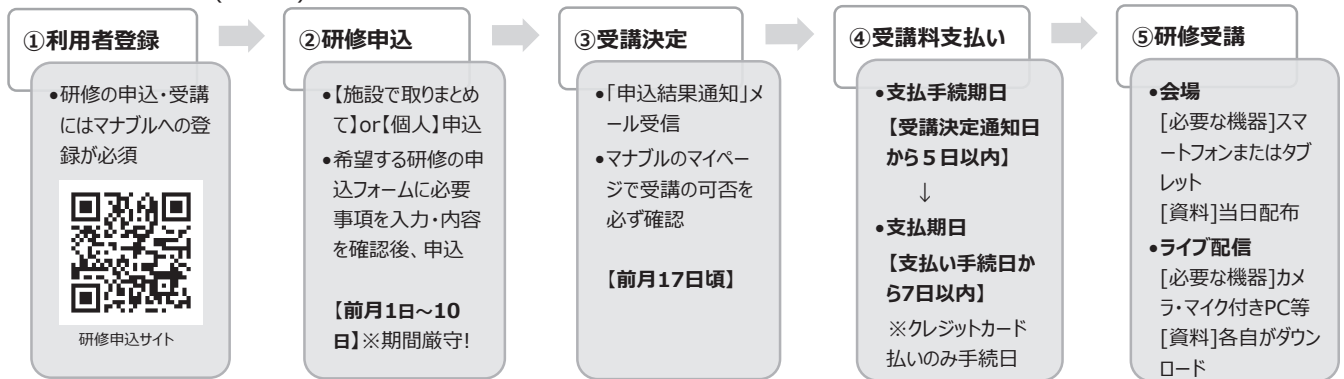 ①利用者登録
•研修の申込・受講
にはマナブルへの登
録が必須
研修申込サイト
②研修申込
•【施設で取りまとめ
て】or【個人】申込
•希望する研修の申
込フォームに必要
事項を入力・内容
を確認後、申込
【前月1日～10
日】※期間厳守!
③受講決定
•「申込結果通知」メ
ール受信
•マナブルのマイペー
ジで受講の可否を
必ず確認
【前月17日頃】
④受講料支払い
•支払手続期日
【受講決定通知日
から５日以内】
↓
•支払期日
【支払い手続日か
ら7日以内】
※クレジットカード
払いのみ手続日
⑤研修受講
•会場
[必要な機器]スマ
ートフォンまたはタブ
レット
[資料]当日配布
•ライブ配信
[必要な機器]カメ
ラ・マイク付きPC等
[資料]各自がダウン
ロード